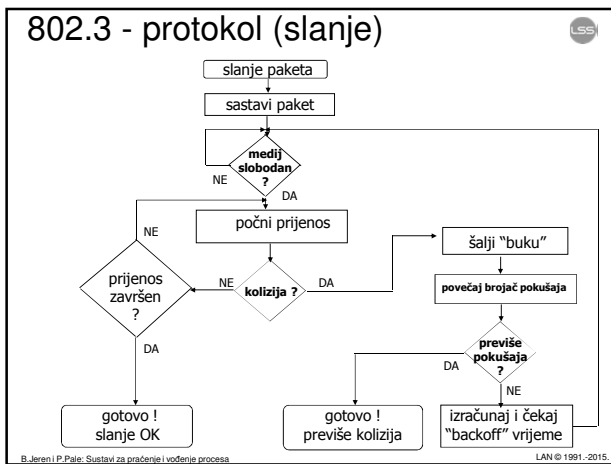 802.3 - protokol (slanje)
LSS
slanje paketa
sastavi paket
medij
slobodan
?
NE
DA
počni prijenos
NE
šalji "buku"
prijenos
završen
?
NE
kolizija ?
DA
povečaj brojač pokušaja
DA
previše
pokušaja
?
DA
NE
gotovo !
slanje OK
gotovo !
previše kolizija
izračunaj i čekaj
"backoff" vrijeme
B.Jeren i P.Pale: Sustavi za praćenje i vođenje procesa
LAN © 1991.-2015.